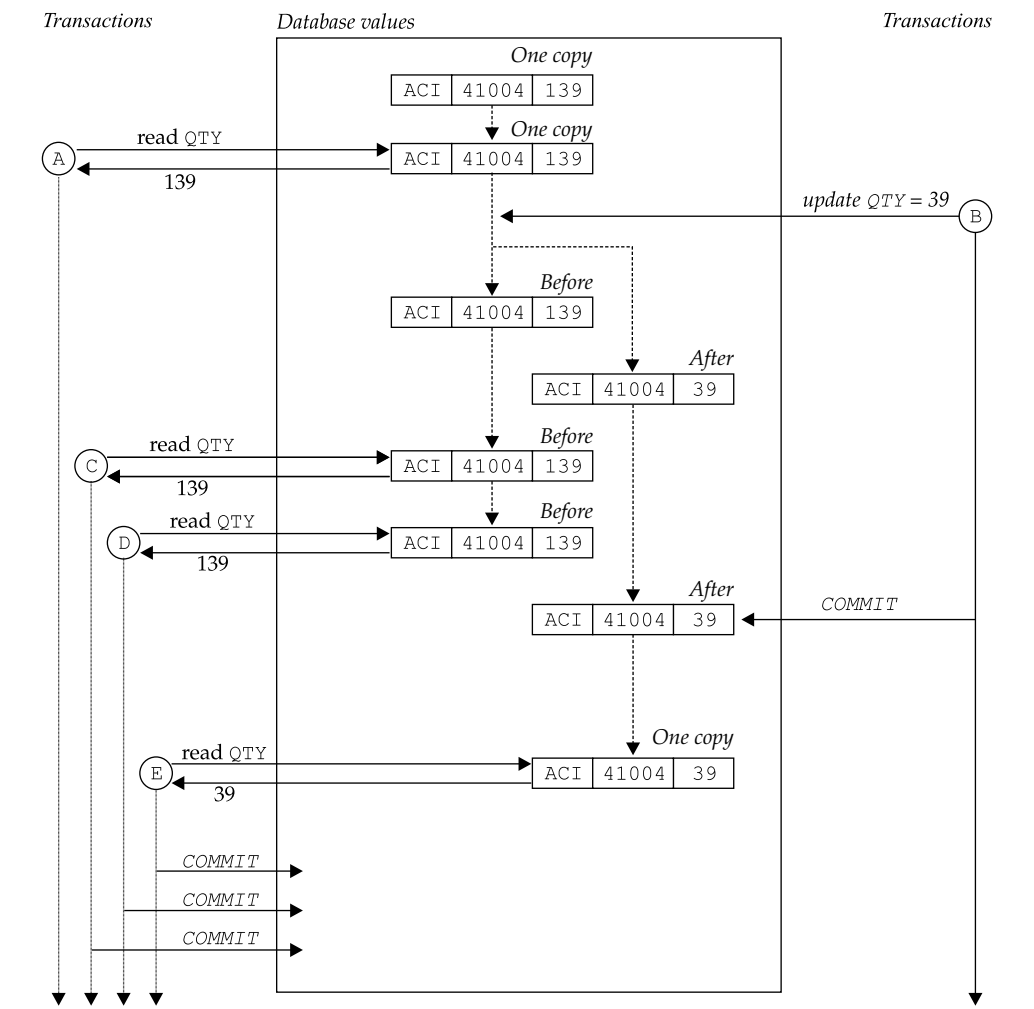 Transactions Database values Transactions
One copy
ACI 41004 139
One copy
read QTY
A ACI 41004 139
139
update QTY = 39
B
Before
ACI 41004 139
After
ACI 41004 39
Before
read QTY
C ACI 41004 139
139
Before
read QTY
D ACI 41004 139
139
After
COMMIT
ACI 41004 39
One copy
read QTY
E ACI 41004 39
39
COMMIT
COMMIT
COMMIT